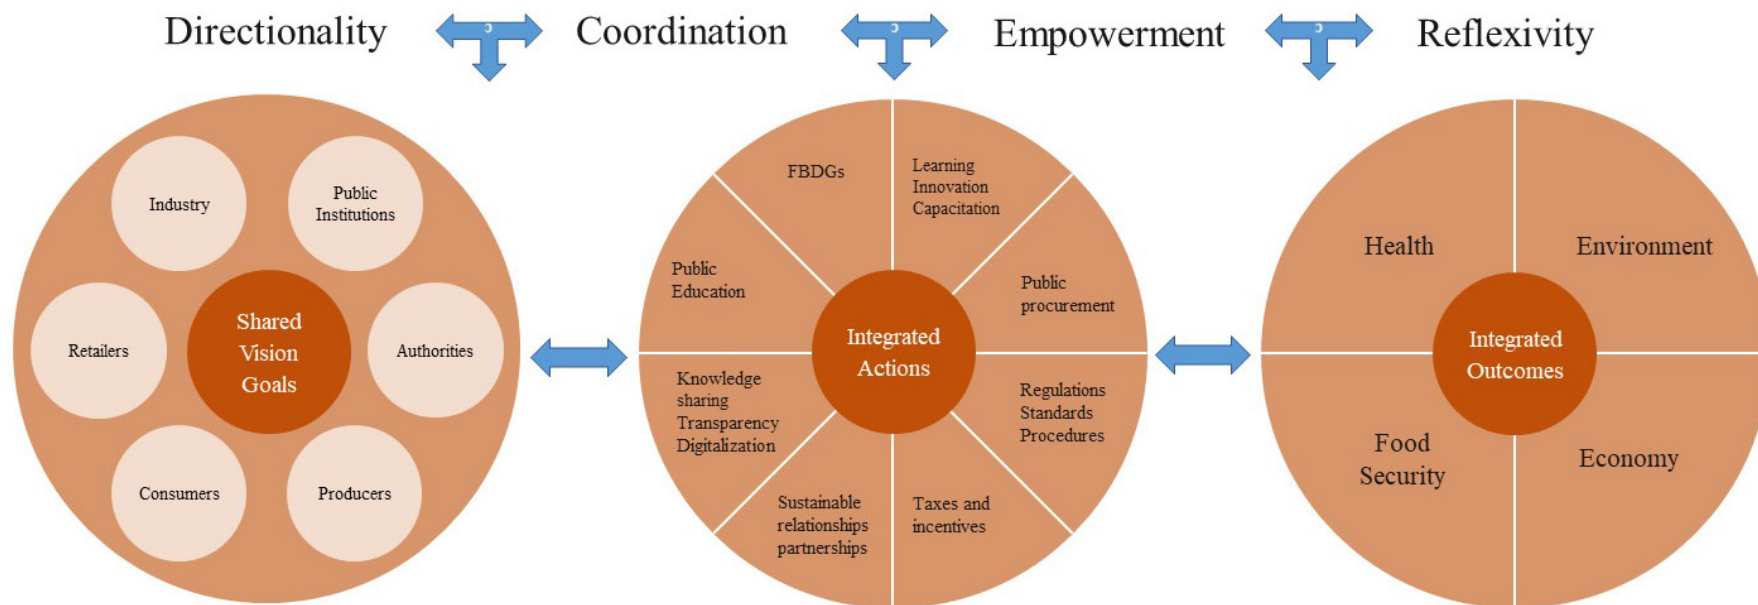 Directionality
Coordination
Empowerment
Reflexivity
c
c
c
Industry
Public
Institutions
Retailers
Shared
Vision
Goals
Authorities
Consumers
Producers
FBDGs
Learning
Innovation
Capacitation
Public
Education
Public
procurement
Integrated
Actions
Knowledge
sharing
Transparency
Digitalization
Regulations
Standards
Procedures
Sustainable
relationships
partnerships
Taxes and
incentives
Health
Environment
Integrated
Outcomes
Food
Security
Economy